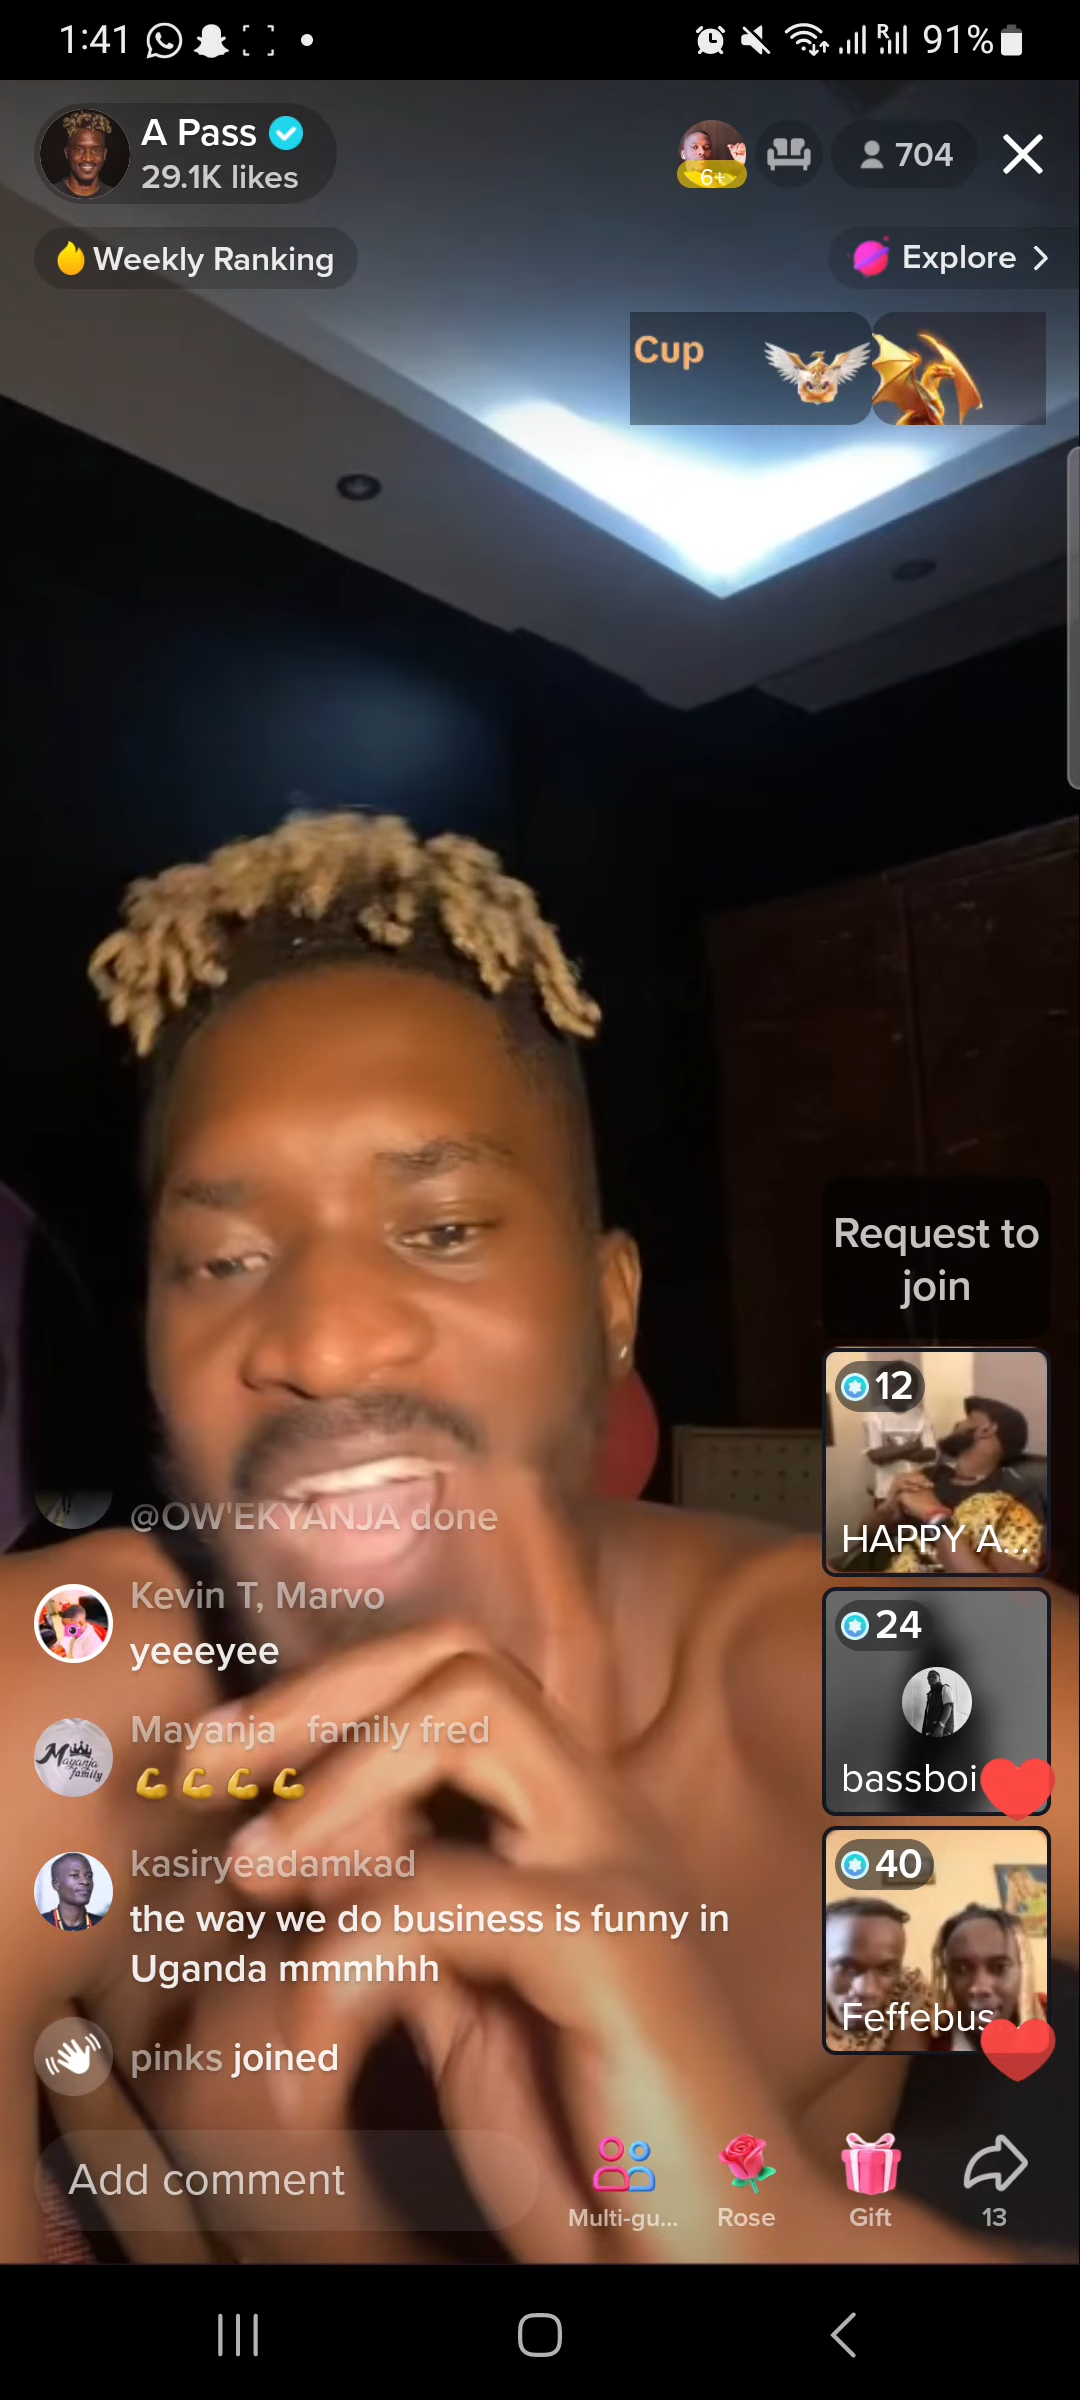 1:41
R
91%
A Pass
29.1K likes
6+
704
Weekly Ranking
Explore
Cup
Request to
join
12
HAPPY A...
24
bassboi
40
Feffebus...
@OW'EKYANJA done
Kevin T, Marvo
yeeeyee
Mayanja family fred
Mayanja
family
kasiryeadamkad
the way we do business is funny in
Uganda mmmhhh
pinks joined
Add comment
Multi-gu...
Rose
Gift
13